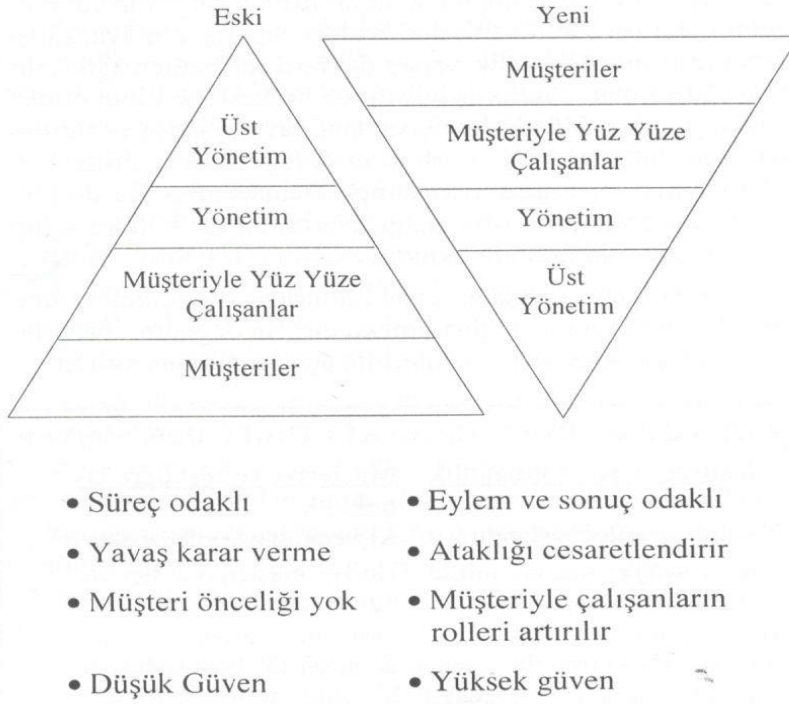 Eski
Üst
Yönetim
Yönetim
Müşteriyle Yüz Yüze
Çalışanlar
Müşteriler
Yeni
Müşteriler
Müşteriyle Yüz Yüze
Çalışanlar
Yönetim
Üst
Yönetim
• Süreç odaklı
• Yavaş karar verme
• Müşteri önceliği yok
• Düşük Güven
• Eylem ve sonuç odaklı
• Ataklığı cesaretlendirir
• Müşteriyle çalışanların
rolleri artırılır
• Yüksek güven